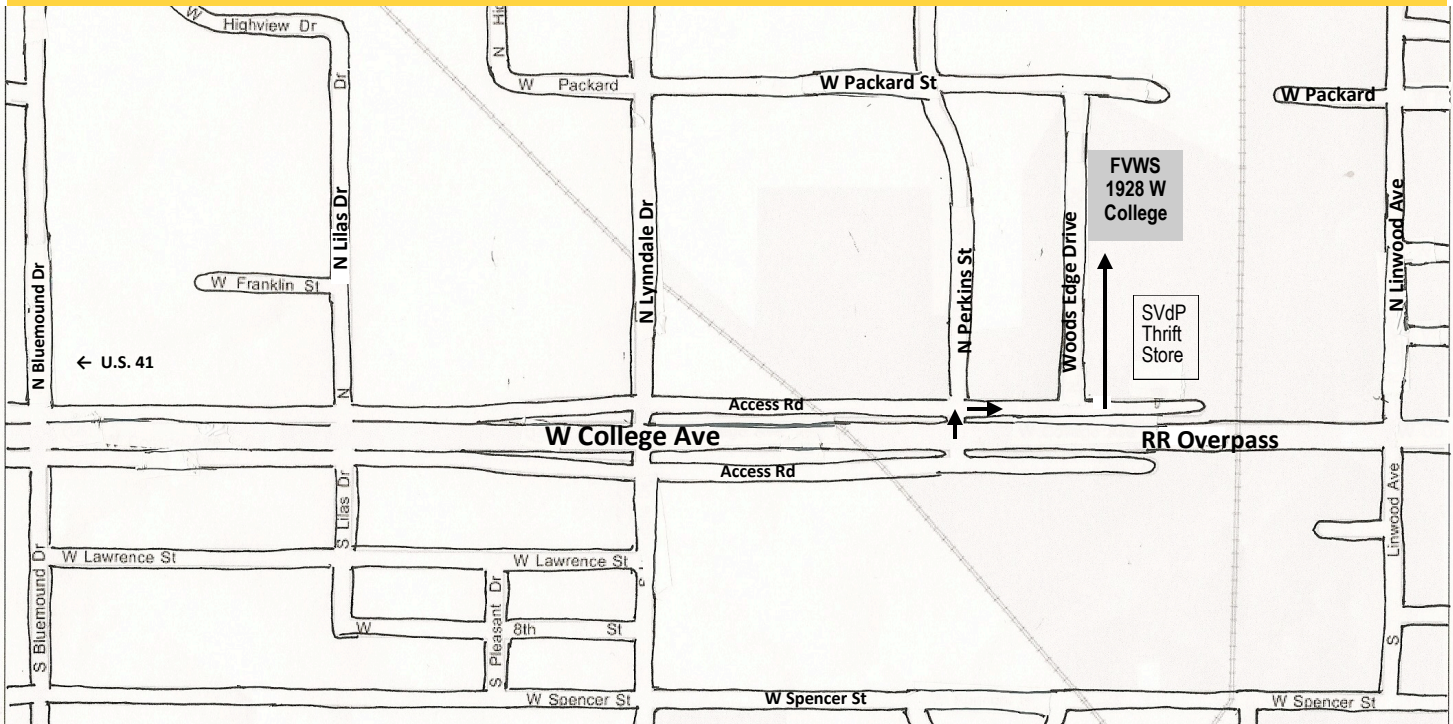 W
Highview Dr
N Hig
W Packard
W Packard St
W Packard
Dr
N Lilas Dr
N
FVWS
1928 W
College
N Bluemound Dr
N Lynndale Dr
N Perkins St
Woods Edge Drive
N Linwood Ave
W Franklin St
SVdP
Thrift
Store
← U.S. 41
Access Rd
W College Ave
RR Overpass
Access Rd
S Lilas Dr
Linwood Ave
S
W Lawrence St
W Lawrence St
S Bluemound Dr
S Pleasant Dr
W 8th St
W Spencer St
W Spencer St
W Spencer St